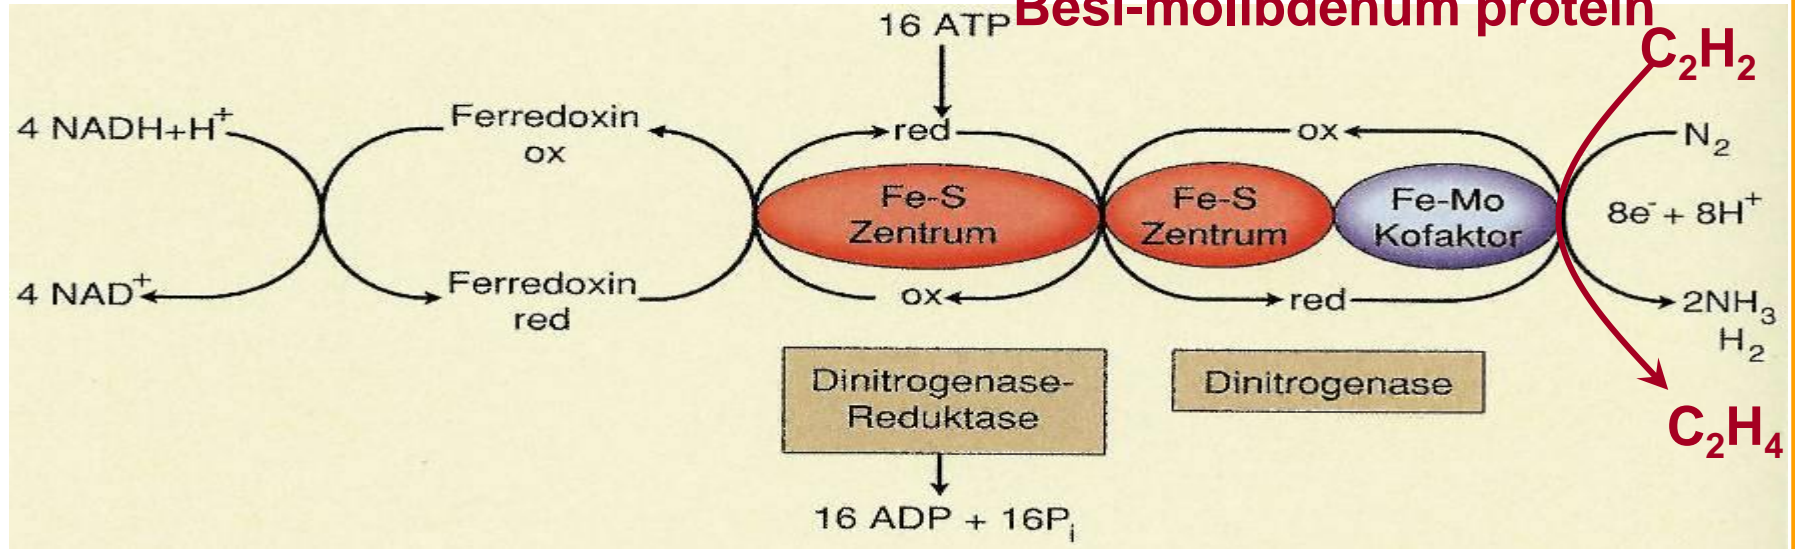 Besi-molibdenum protein
16 ATP
C₂H₂
4 NADH+H⁺
Ferredoxin
ox
red
ox
N₂
Fe-S
Zentrum
Fe-S
Zentrum
Fe-Mo
Kofaktor
8e⁻ + 8H⁺
4 NAD⁺
Ferredoxin
red
ox
red
2NH₃
H₂
Dinitrogenase-
Reduktase
Dinitrogenase
C₂H₄
16 ADP + 16Pᵢ